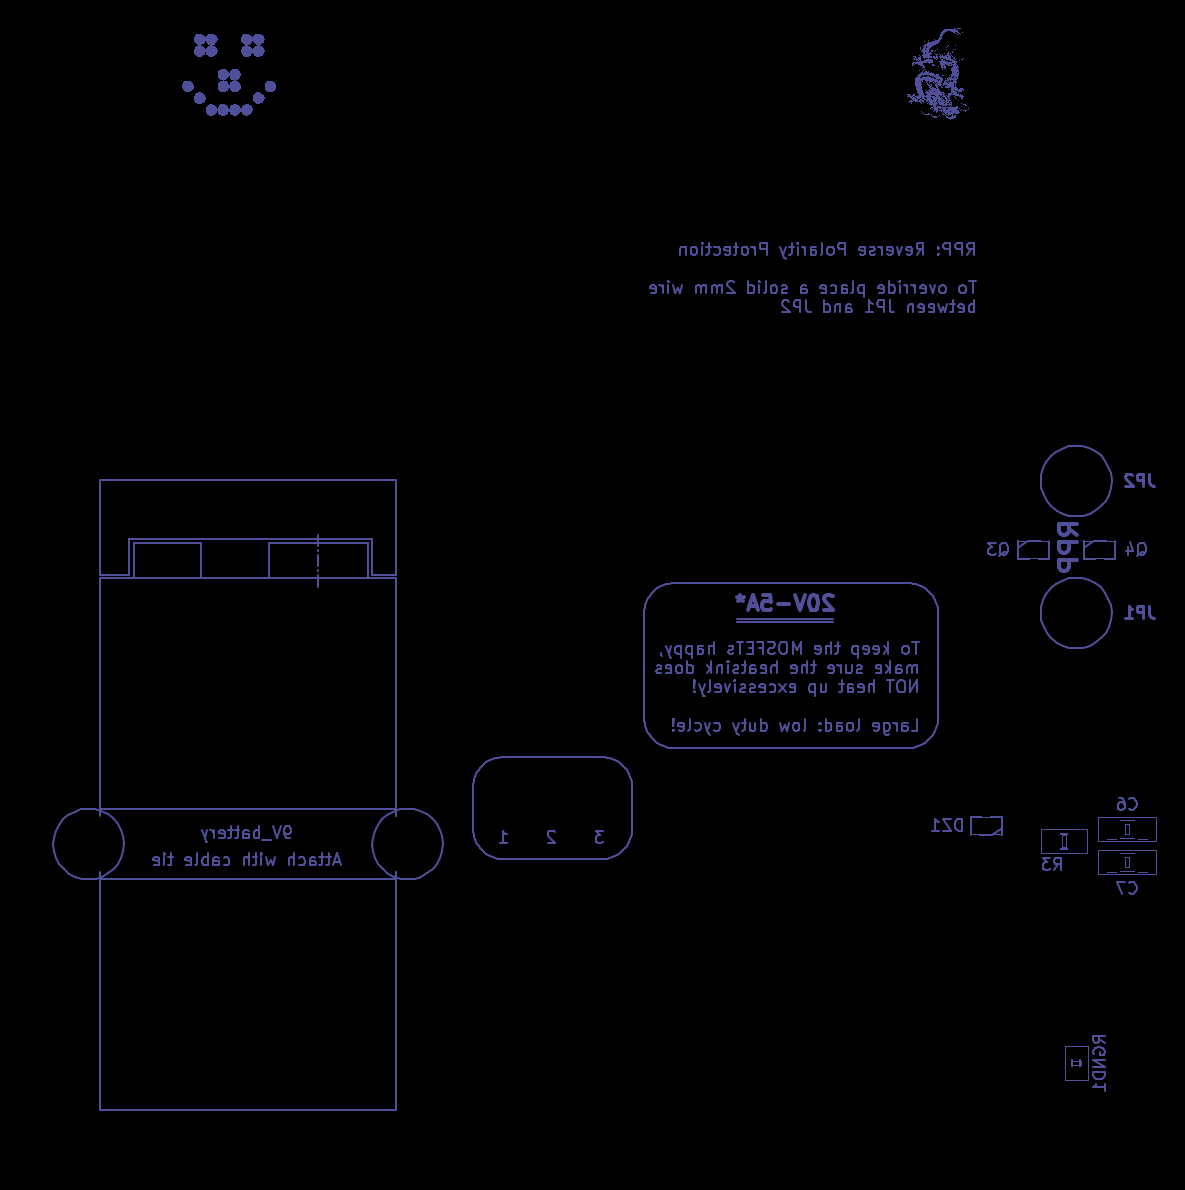 RPP: Reverse Polarity Protection
To override place a solid 2mm wire
between JP1 and JP2
JP2
RPP
Q3
Q4
JP1
20V-5A*
To keep the MOSFETs happy,
make sure the heatsink does
NOT heat up excessively!
Large load: low duty cycle!
1 2 3
9V_battery
Attach with cable tie
DZ1
C6
R3
C7
RGND1